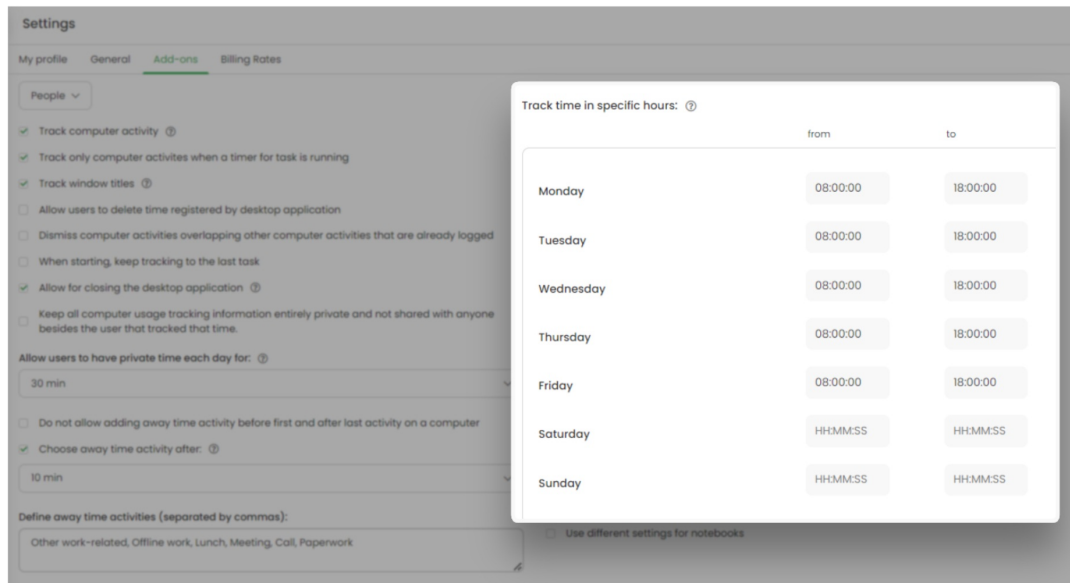 Settings
My profile General Add-ons Billing Rates
People
Track computer activity
Track only computer activites when a timer for task is running
Track window titles
Allow users to delete time registered by desktop application
Dismiss computer activities overlapping other computer activities that are already logged
When starting, keep tracking to the last task
Allow for closing the desktop application
Keep all computer usage tracking information entirely private and not shared with anyone
besides the user that tracked that time.
Allow users to have private time each day for:
30 min
Do not allow adding away time activity before first and after last activity on a computer
Choose away time activity after:
10 min
Define away time activities (separated by commas):
Other work-related, Offline work, Lunch, Meeting, Call, Paperwork
Track time in specific hours:
from to
Monday 08:00:00 18:00:00
Tuesday 08:00:00 18:00:00
Wednesday 08:00:00 18:00:00
Thursday 08:00:00 18:00:00
Friday 08:00:00 18:00:00
Saturday HH:MM:SS HH:MM:SS
Sunday HH:MM:SS HH:MM:SS
Use different settings for notebooks